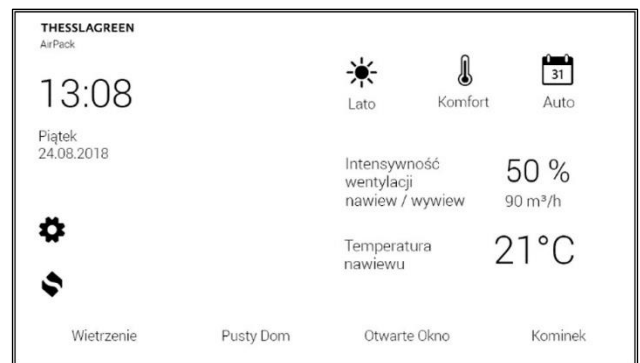 THESSLAGREEN
AirPack
13:08
Piątek
24.08.2018
Lato
Komfort
31
Auto
Intensywność
wentylacji
nawiew / wywiew
50 %
90 m³/h
Temperatura
nawiewu
21°C
Wietrzenie
Pusty Dom
Otwarte Okno
Kominek